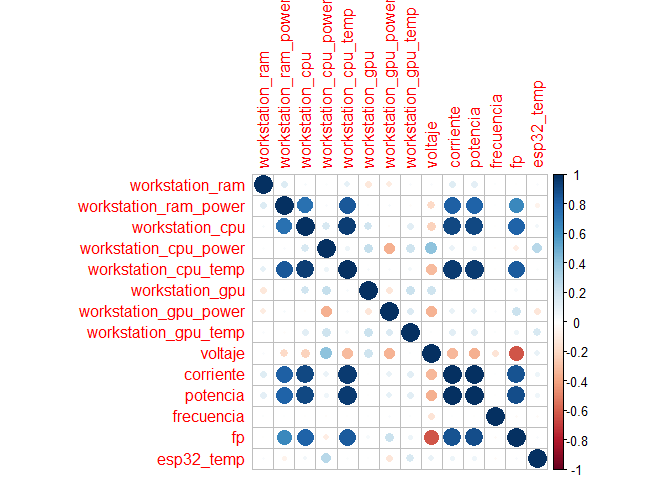 workstation_ram
workstation_ram_power
workstation_cpu
workstation_cpu_power
workstation_cpu_temp
workstation_gpu
workstation_gpu_power
workstation_gpu_temp
voltaje
corriente
potencia
frecuencia
fp
esp32_temp
workstation_ram
workstation_ram_power
workstation_cpu
workstation_cpu_power
workstation_cpu_temp
workstation_gpu
workstation_gpu_power
workstation_gpu_temp
voltaje
corriente
potencia
frecuencia
fp
esp32_temp
1
0.8
0.6
0.4
0.2
0
-0.2
-0.4
-0.6
-0.8
-1